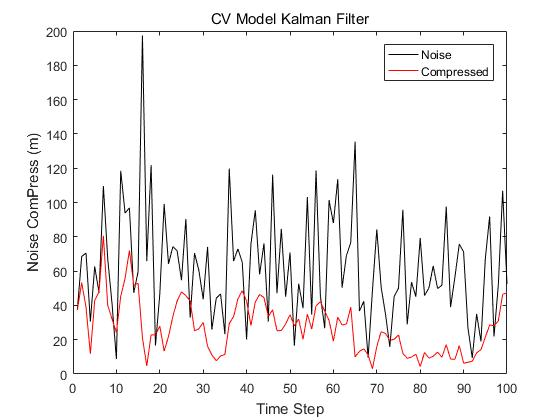 CV Model Kalman Filter
200
180
160
140
120
100
80
60
40
20
0
Noise ComPress (m)
Noise
Compressed
0 10 20 30 40 50 60 70 80 90 100
Time Step